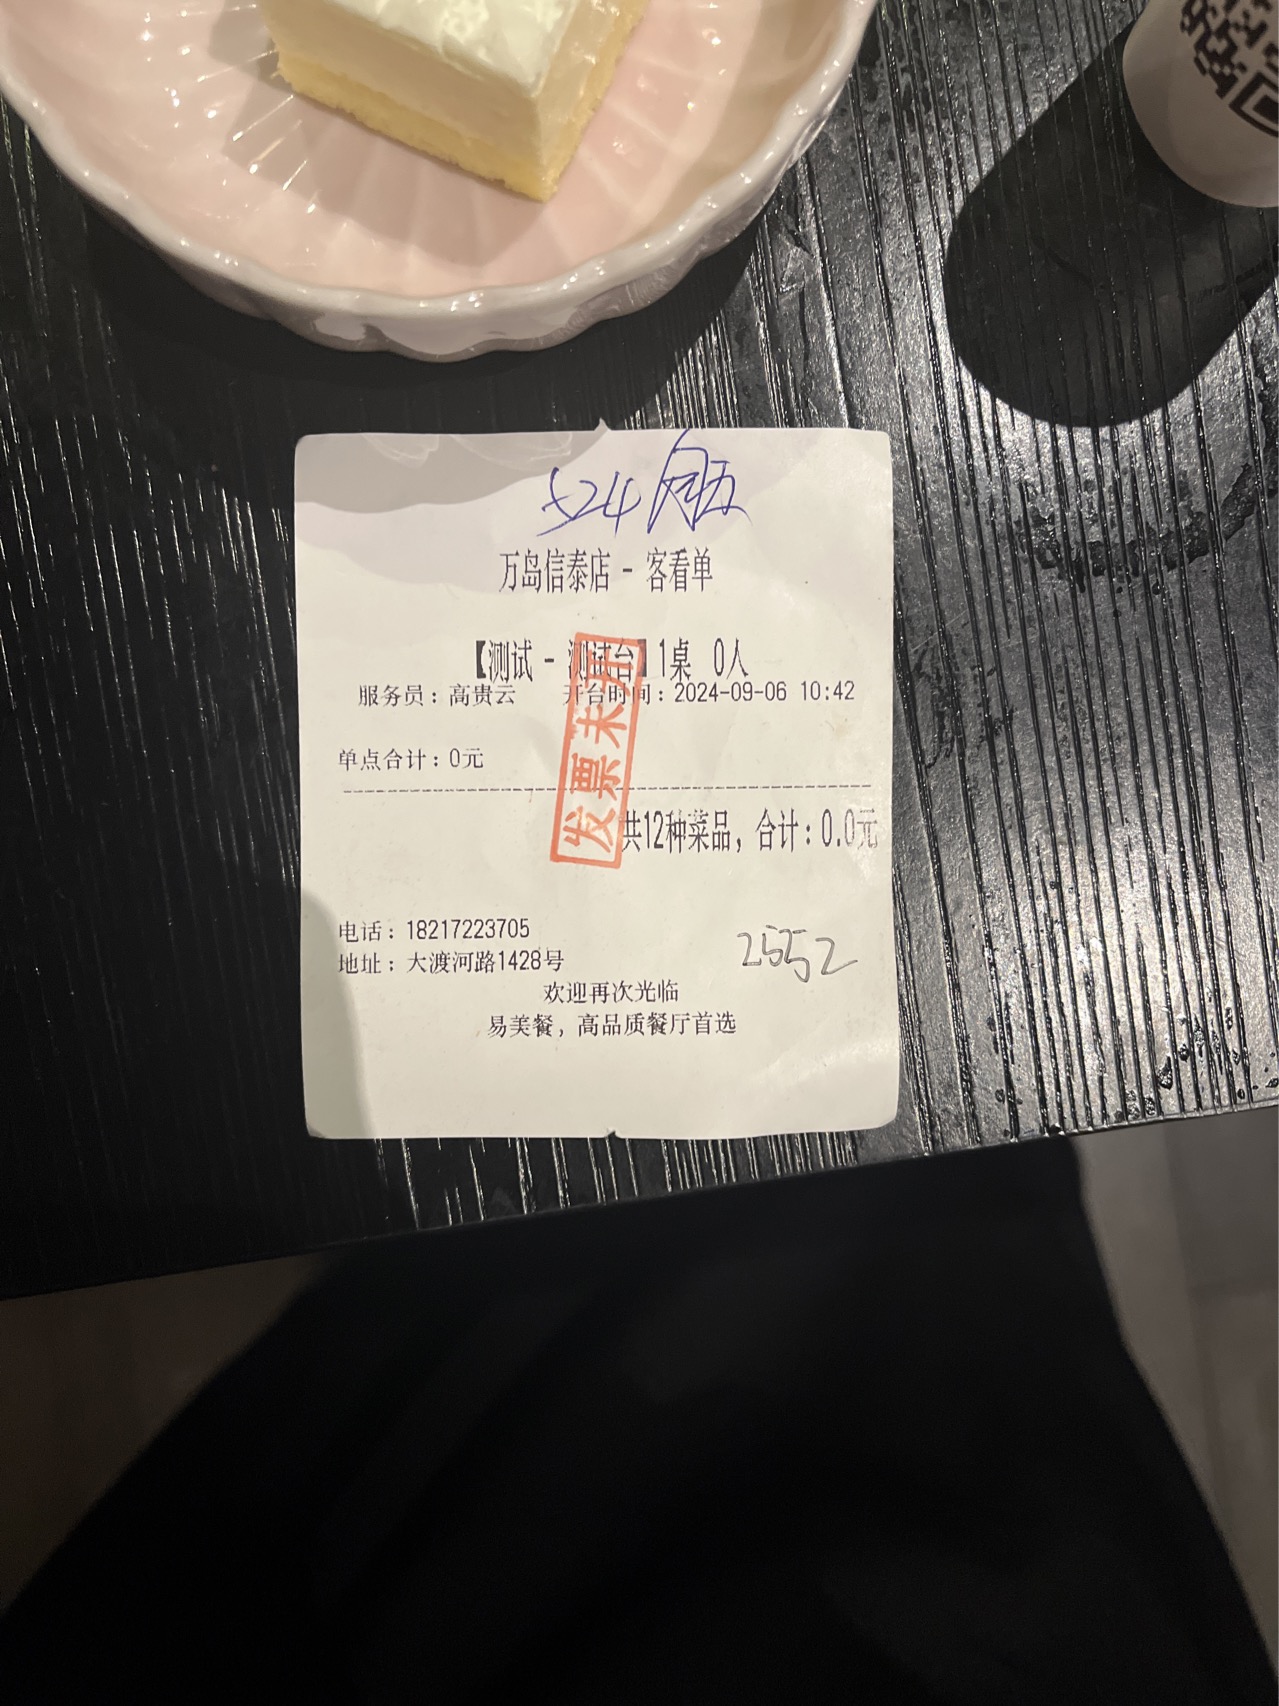 524 周五
万岛信泰店 - 客看单
【测试 - 测试台】1桌 0人
服务员：高贵云 开台时间：2024-09-06 10:42
单点合计：0元
共12种菜品，合计：0.0元
发票未开
电话：18217223705
地址：大渡河路1428号
2552
欢迎再次光临
易美餐，高品质餐厅首选